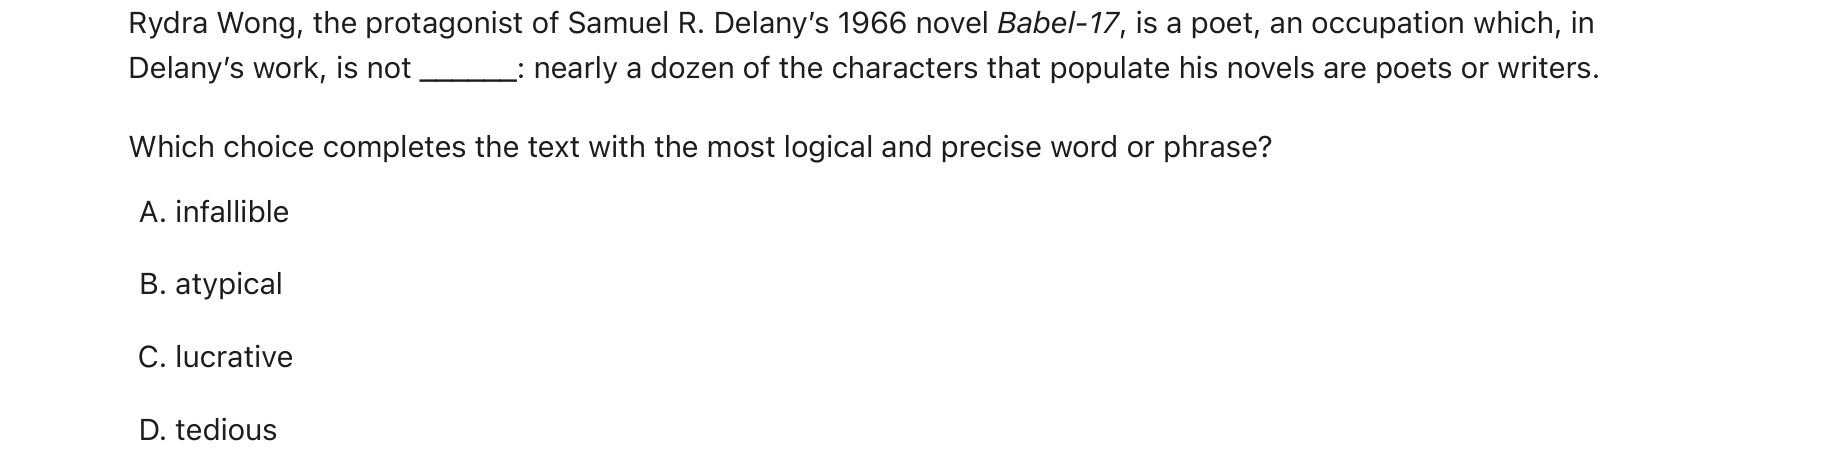 Rydra Wong, the protagonist of Samuel R. Delany’s 1966 novel Babel-17, is a poet, an occupation which, in
Delany’s work, is not ______: nearly a dozen of the characters that populate his novels are poets or writers.
Which choice completes the text with the most logical and precise word or phrase?
A. infallible
B. atypical
C. lucrative
D. tedious